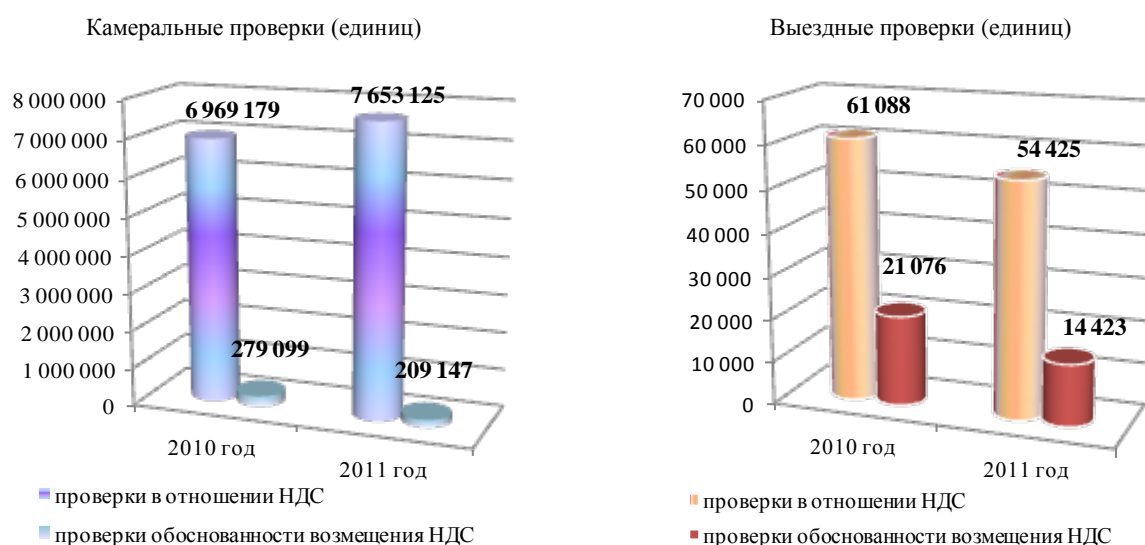 Камеральные проверки (единиц)
8 000 000
7 000 000
6 000 000
5 000 000
4 000 000
3 000 000
2 000 000
1 000 000
0
6 969 179
7 653 125
279 099
209 147
2010 год
2011 год
проверки в отношении НДС
проверки обоснованности возмещения НДС
Выездные проверки (единиц)
70 000
60 000
50 000
40 000
30 000
20 000
10 000
0
61 088
54 425
21 076
14 423
2010 год
2011 год
проверки в отношении НДС
проверки обоснованности возмещения НДС